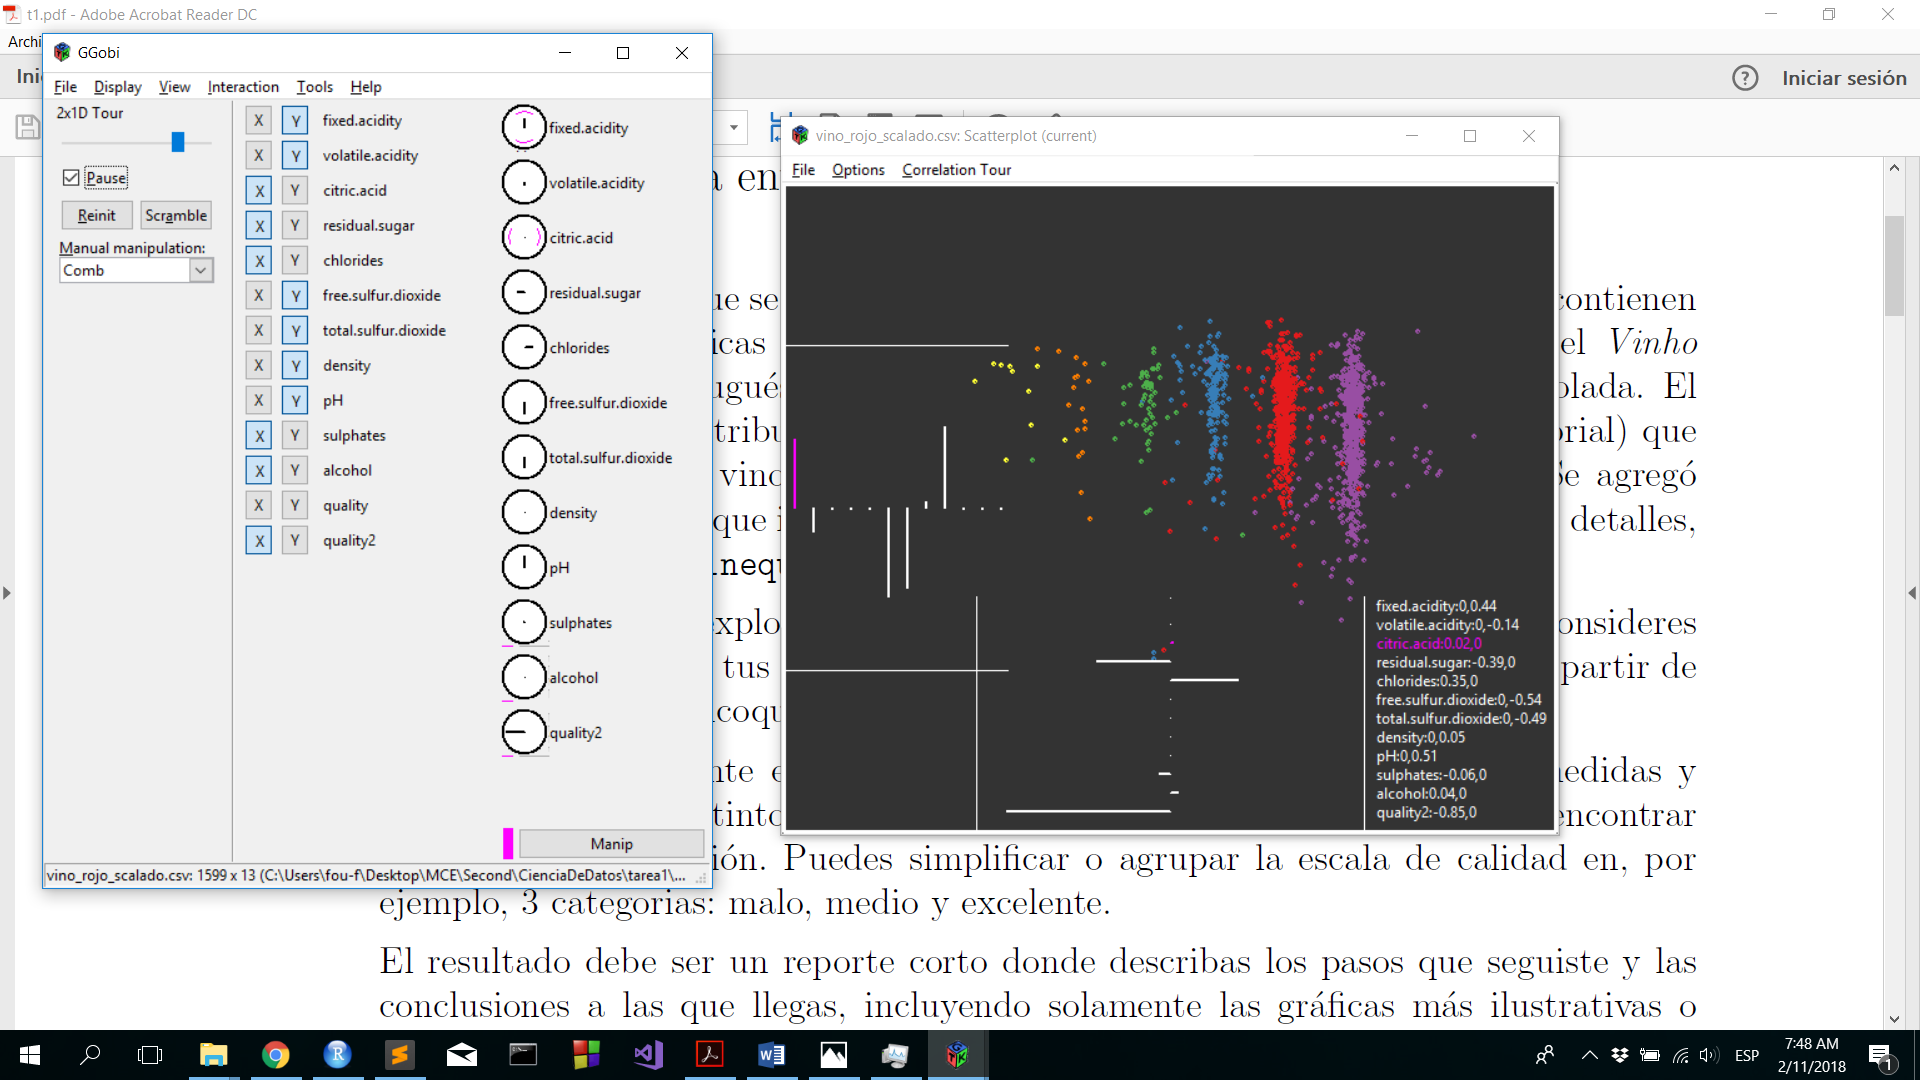 t1.pdf - Adobe Acrobat Reader DC
Archi
Ini
Iniciar sesión
GGobi
File Display View Interaction Tools Help
2x1D Tour
Pause
Reinit Scramble
Manual manipulation:
Comb
X Y fixed.acidity
X Y volatile.acidity
X Y citric.acid
X Y residual.sugar
X Y chlorides
X Y free.sulfur.dioxide
X Y total.sulfur.dioxide
X Y density
X Y pH
X Y sulphates
X Y alcohol
X Y quality
X Y quality2
fixed.acidity
volatile.acidity
citric.acid
residual.sugar
chlorides
free.sulfur.dioxide
total.sulfur.dioxide
density
pH
sulphates
alcohol
quality2
Manip
vino_rojo_scalado.csv: 1599 x 13 (C:\Users\fou-f\Desktop\MCE\Second\CienciaDeDatos\tarea1\...
vino_rojo_scalado.csv: Scatterplot (current)
File Options Correlation Tour
fixed.acidity:0,0.44
volatile.acidity:0,-0.14
citric.acid:0.02,0
residual.sugar:-0.39,0
chlorides:0.35,0
free.sulfur.dioxide:0,-0.54
total.sulfur.dioxide:0,-0.49
density:0,0.05
pH:0,0.51
sulphates:-0.06,0
alcohol:0.04,0
quality2:-0.85,0
a en
ue se contienen
icas el Vinho
ugués olada. El
tribu orial) que
vino Se agregó
que i detalles,
.nequ
explo onsideres
tus partir de
icoqu
nte e medidas y
tinto encontrar
ión. Puedes simplificar o agrupar la escala de calidad en, por
ejemplo, 3 categorias: malo, medio y excelente.
El resultado debe ser un reporte corto donde describas los pasos que seguiste y las
conclusiones a las que llegas, incluyendo solamente las gráficas más ilustrativas o
ESP
7:48 AM
2/11/2018
1